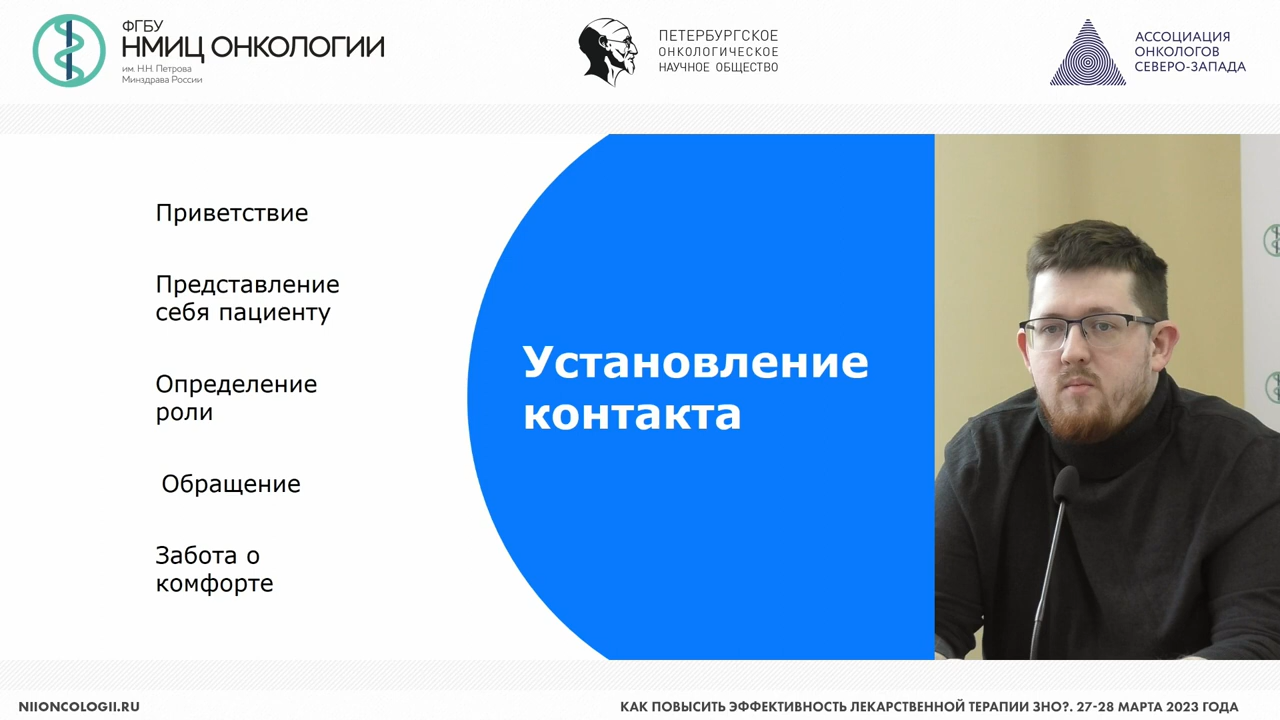 ФГБУ
НМИЦ ОНКОЛОГИИ
им. Н.Н. Петрова
Минздрава России
ПЕТЕРБУРГСКОЕ
ОНКОЛОГИЧЕСКОЕ
НАУЧНОЕ ОБЩЕСТВО
АССОЦИАЦИЯ
ОНКОЛОГОВ
СЕВЕРО-ЗАПАДА
Приветствие
Представление
себя пациенту
Определение
роли
Обращение
Забота о
комфорте
Установление
контакта
NIIONCOLOGII.RU
КАК ПОВЫСИТЬ ЭФФЕКТИВНОСТЬ ЛЕКАРСТВЕННОЙ ТЕРАПИИ ЗНО?. 27-28 МАРТА 2023 ГОДА